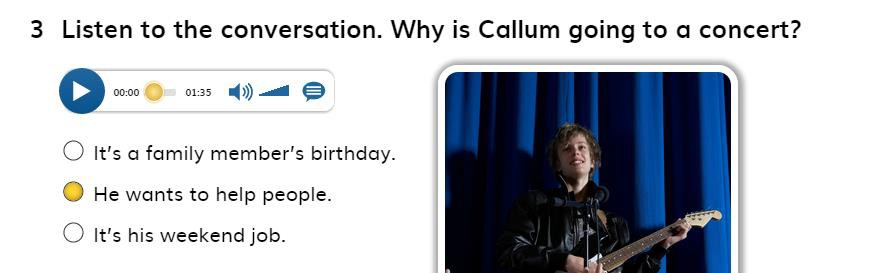 3 Listen to the conversation. Why is Callum going to a concert?
00:00 01:35
It's a family member's birthday.
He wants to help people.
It's his weekend job.